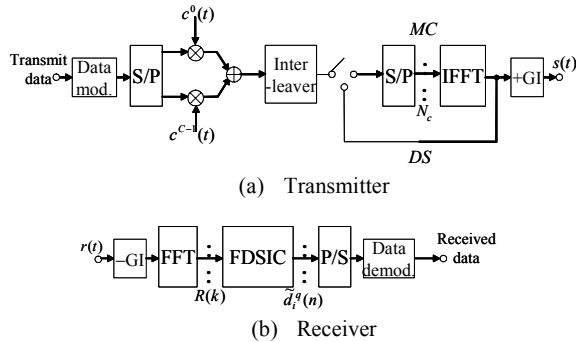 c⁰(t)
MC
Transmit data
Data mod.
S/P
Inter -leaver
S/P
IFFT
+GI
s(t)
N_c
c^{C-1}(t)
DS
(a) Transmitter
r(t)
−GI
FFT
FDSIC
P/S
Data demod.
Received data
R(k)
d̃_i^q(n)
(b) Receiver